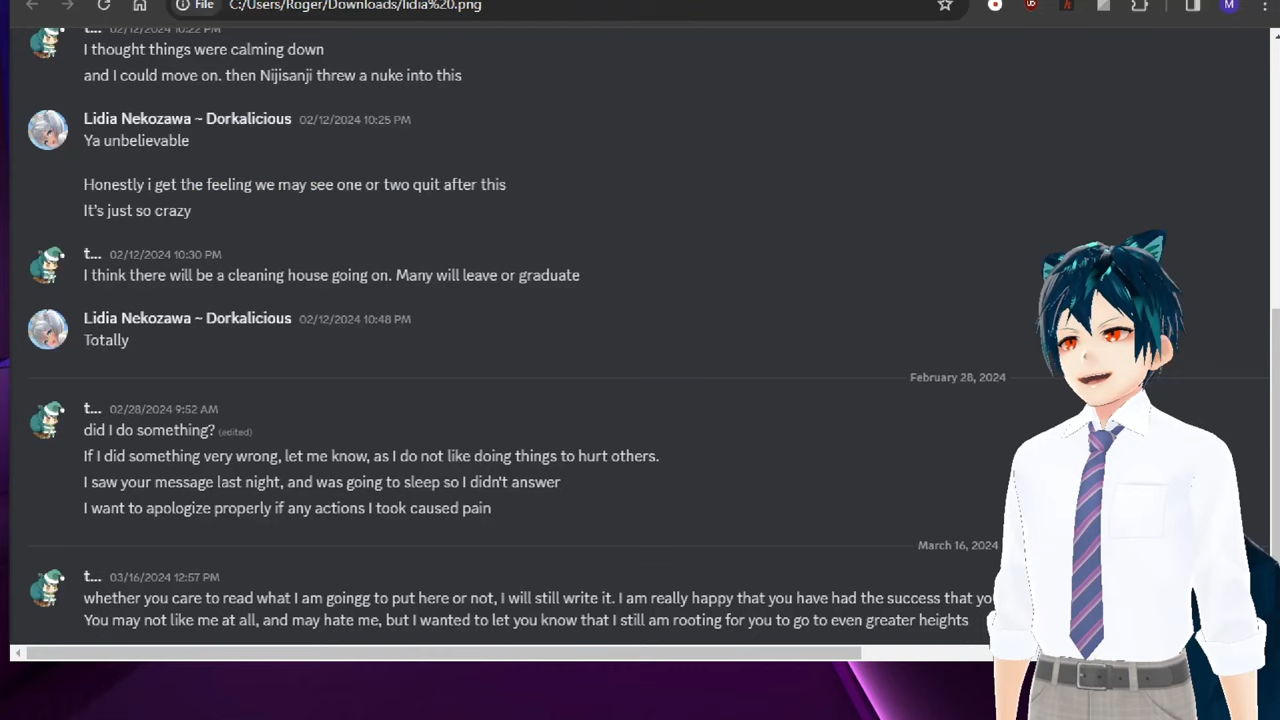 File C:/Users/Roger/Downloads/lidia%20.png
t... 02/12/2024 10:22 PM
I thought things were calming down
and I could move on. then Nijisanji threw a nuke into this
Lidia Nekozawa ~ Dorkalicious 02/12/2024 10:25 PM
Ya unbelievable
Honestly i get the feeling we may see one or two quit after this
It's just so crazy
t... 02/12/2024 10:30 PM
I think there will be a cleaning house going on. Many will leave or graduate
Lidia Nekozawa ~ Dorkalicious 02/12/2024 10:48 PM
Totally
February 28, 2024
t... 02/28/2024 9:52 AM
did I do something? (edited)
If I did something very wrong, let me know, as I do not like doing things to hurt others.
I saw your message last night, and was going to sleep so I didn't answer
I want to apologize properly if any actions I took caused pain
March 16, 2024
t... 03/16/2024 12:57 PM
whether you care to read what I am goingg to put here or not, I will still write it. I am really happy that you have had the success that yo
You may not like me at all, and may hate me, but I wanted to let you know that I still am rooting for you to go to even greater heights
M